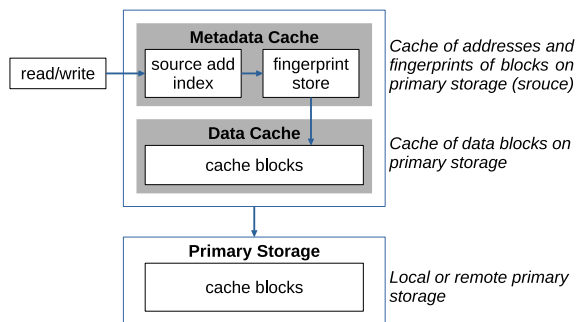 Metadata Cache
read/write
source add
index
fingerprint
store
Cache of addresses and
fingerprints of blocks on
primary storage (srouce)
Data Cache
cache blocks
Cache of data blocks on
primary storage
Primary Storage
cache blocks
Local or remote primary
storage